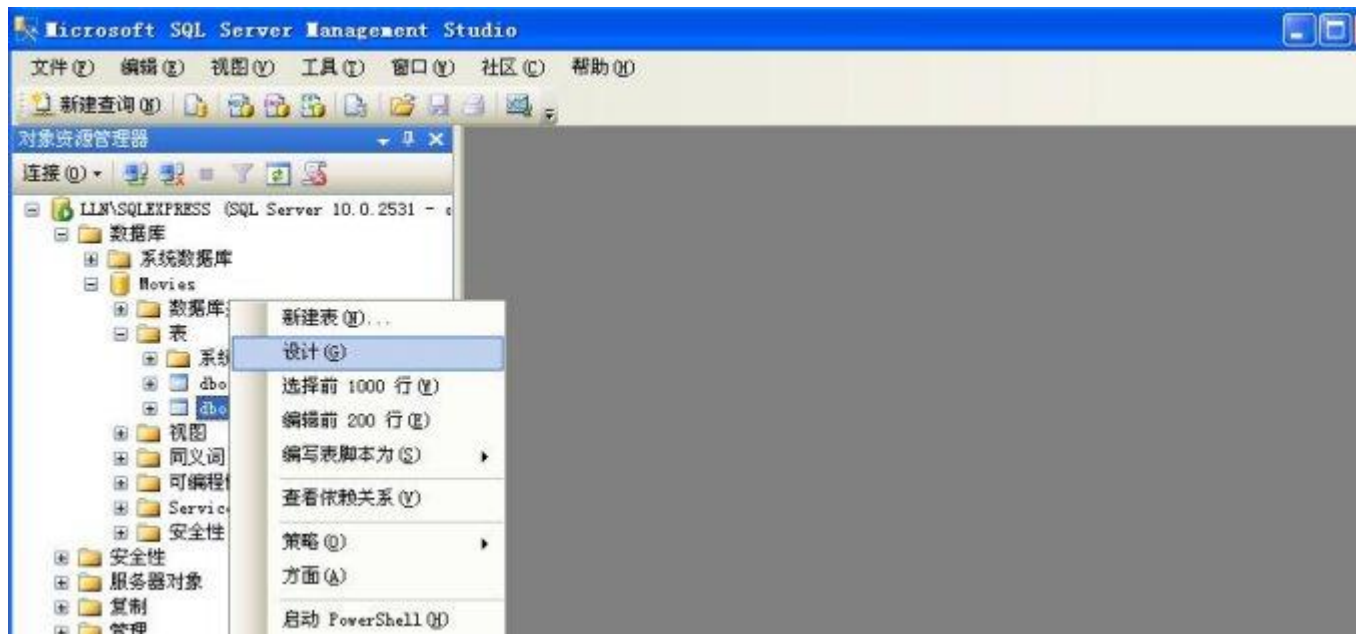 Microsoft SQL Server Management Studio
文件(F) 编辑(E) 视图(V) 工具(T) 窗口(W) 社区(C) 帮助(H)
新建查询(N)
对象资源管理器
连接(O)
LLN\SQLEXPRESS (SQL Server 10.0.2531 -
数据库
系统数据库
Movies
数据库
表
系统
dbo
dbo
视图
同义词
可编程
Service
安全性
安全性
服务器对象
复制
管理
新建表(N)...
设计(G)
选择前 1000 行(W)
编辑前 200 行(E)
编写表脚本为(S)
查看依赖关系(V)
策略(O)
方面(A)
启动 PowerShell(H)